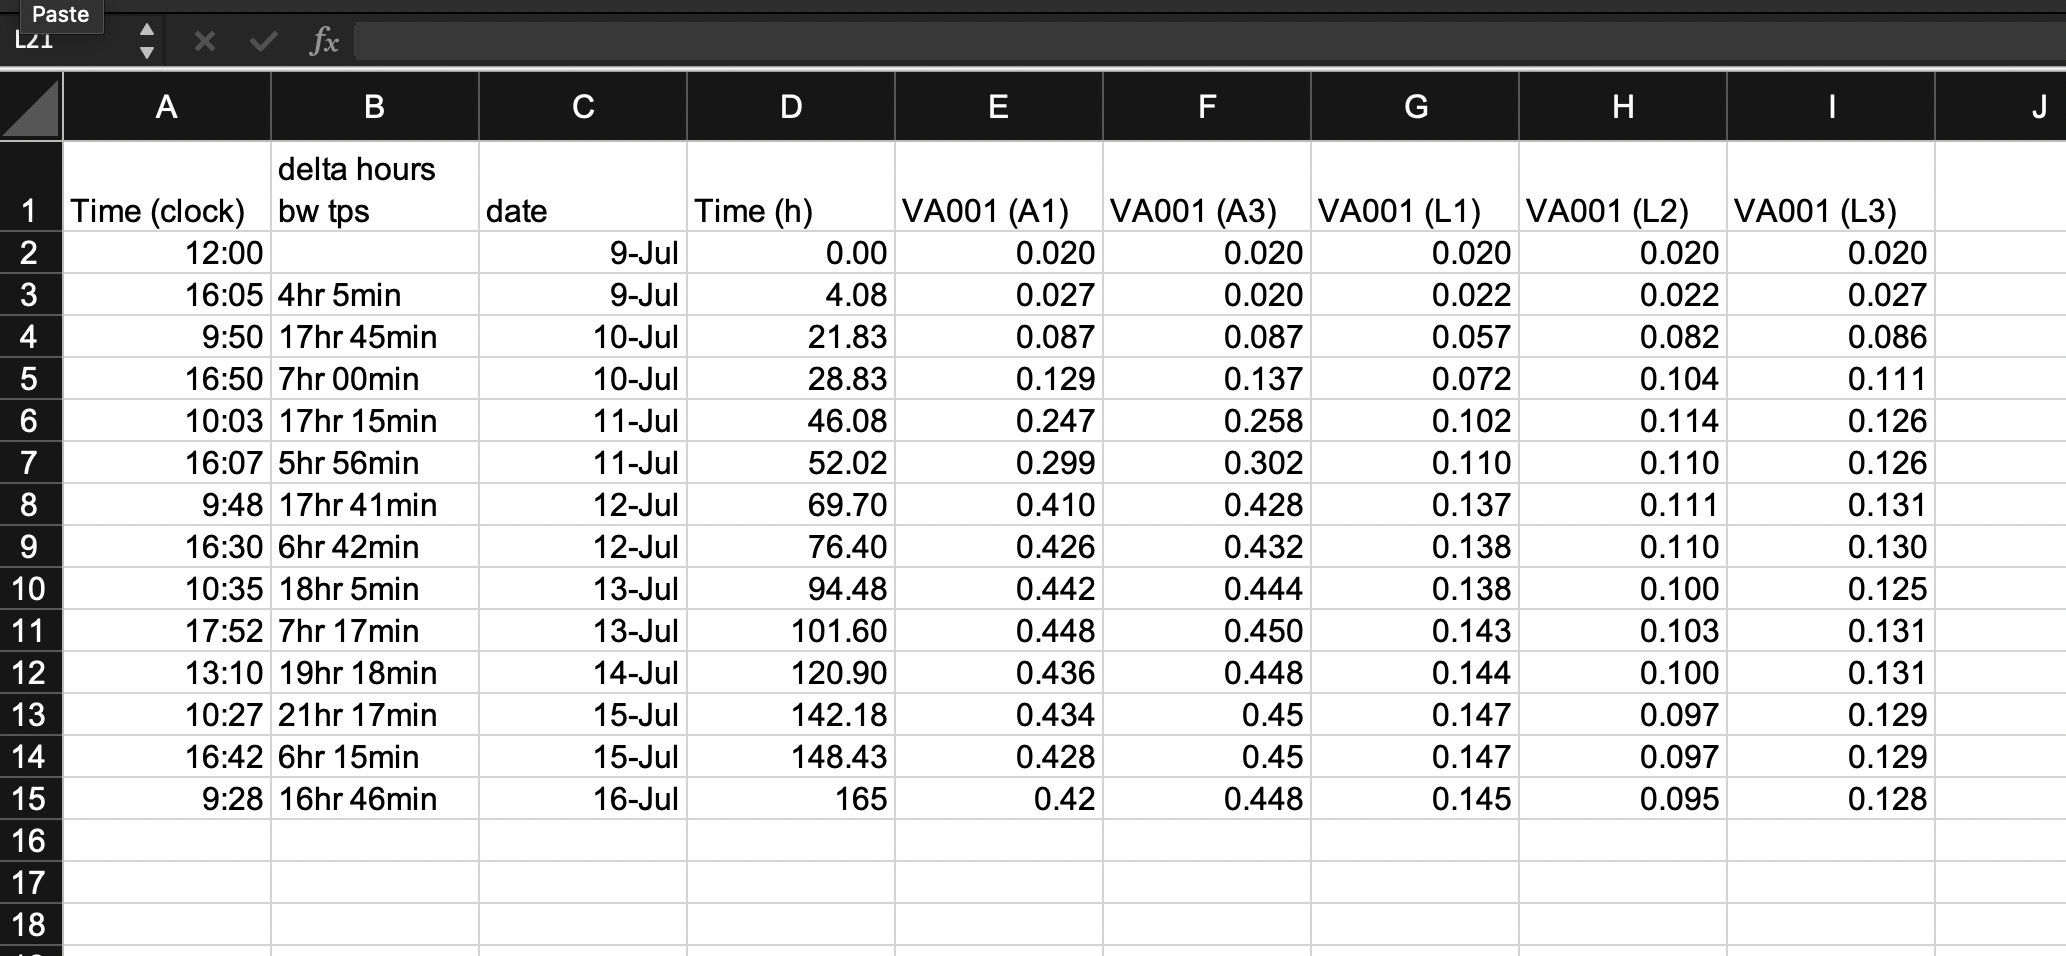 Paste
L21 fx
A B C D E F G H I J
delta hours
1 Time (clock) bw tps date Time (h) VA001 (A1) VA001 (A3) VA001 (L1) VA001 (L2) VA001 (L3)
2 12:00 9-Jul 0.00 0.020 0.020 0.020 0.020 0.020
3 16:05 4hr 5min 9-Jul 4.08 0.027 0.020 0.022 0.022 0.027
4 9:50 17hr 45min 10-Jul 21.83 0.087 0.087 0.057 0.082 0.086
5 16:50 7hr 00min 10-Jul 28.83 0.129 0.137 0.072 0.104 0.111
6 10:03 17hr 15min 11-Jul 46.08 0.247 0.258 0.102 0.114 0.126
7 16:07 5hr 56min 11-Jul 52.02 0.299 0.302 0.110 0.110 0.126
8 9:48 17hr 41min 12-Jul 69.70 0.410 0.428 0.137 0.111 0.131
9 16:30 6hr 42min 12-Jul 76.40 0.426 0.432 0.138 0.110 0.130
10 10:35 18hr 5min 13-Jul 94.48 0.442 0.444 0.138 0.100 0.125
11 17:52 7hr 17min 13-Jul 101.60 0.448 0.450 0.143 0.103 0.131
12 13:10 19hr 18min 14-Jul 120.90 0.436 0.448 0.144 0.100 0.131
13 10:27 21hr 17min 15-Jul 142.18 0.434 0.45 0.147 0.097 0.129
14 16:42 6hr 15min 15-Jul 148.43 0.428 0.45 0.147 0.097 0.129
15 9:28 16hr 46min 16-Jul 165 0.42 0.448 0.145 0.095 0.128
16
17
18